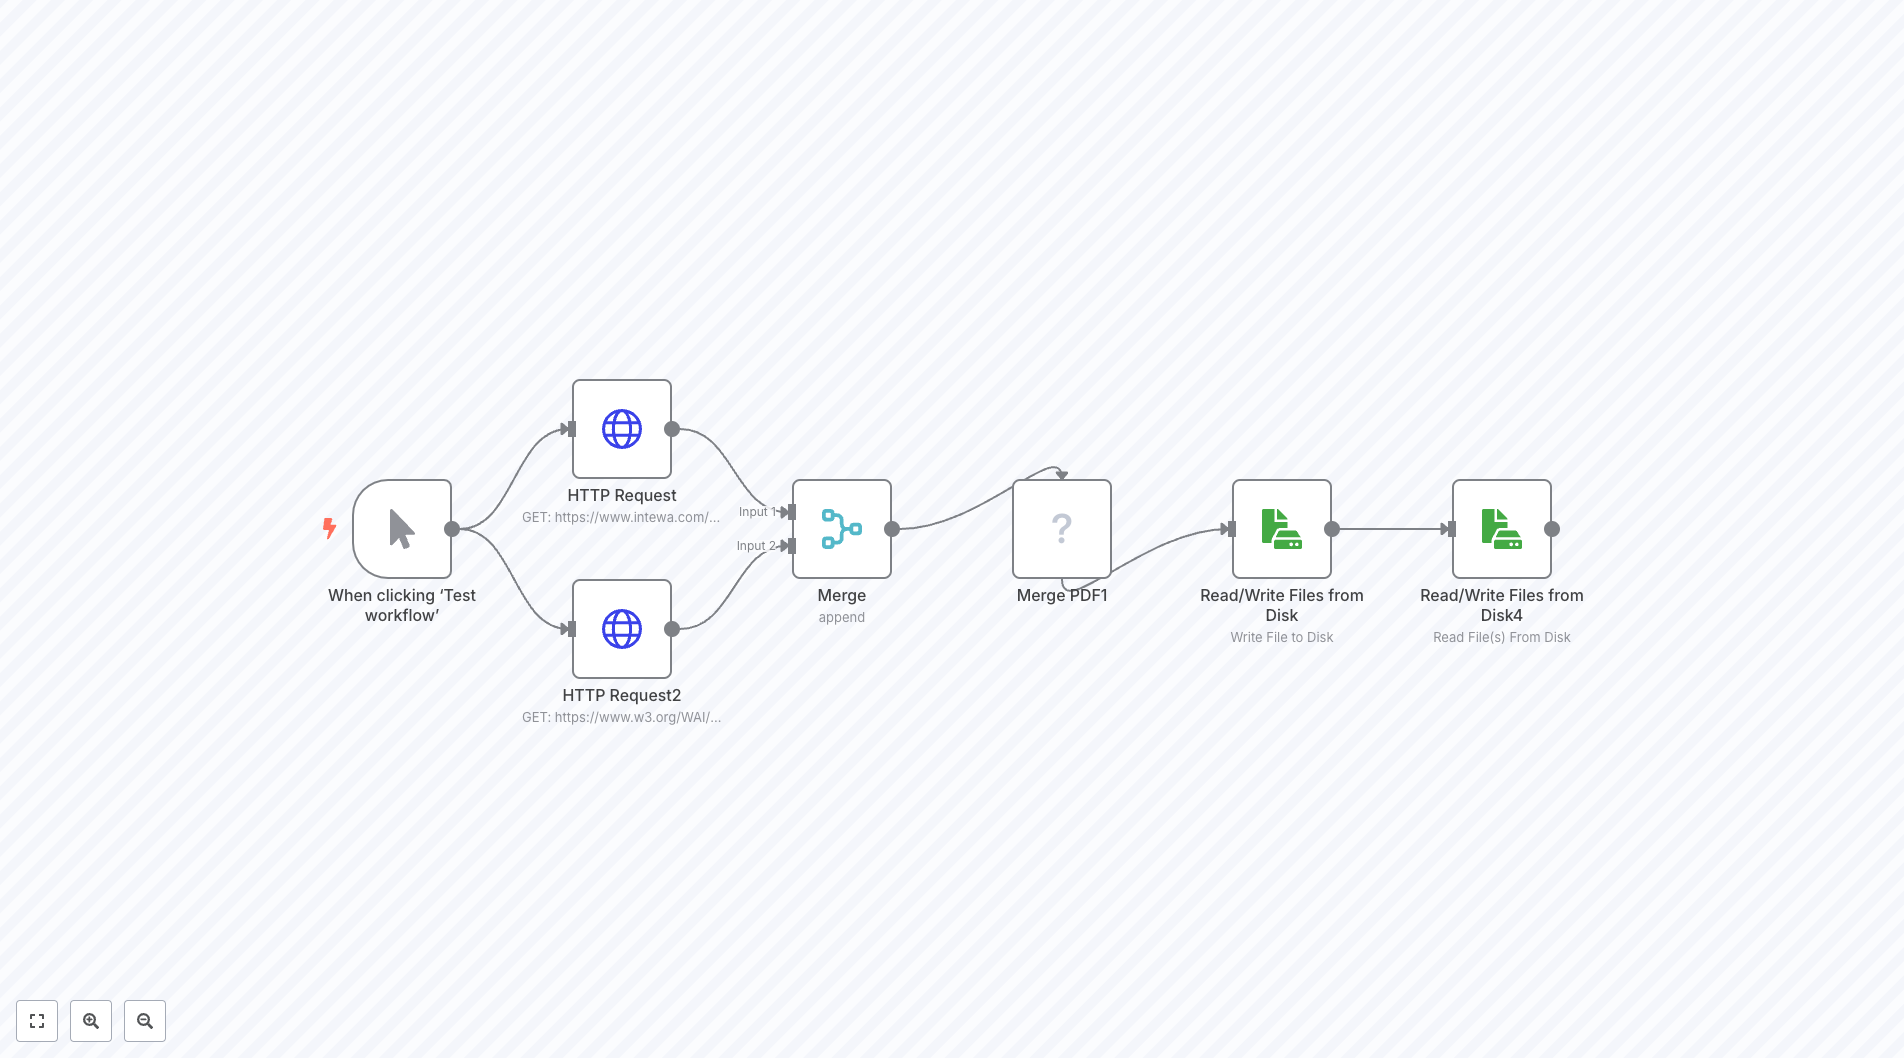 HTTP Request
GET: https://www.intewa.com/...
Input 1
Input 2
When clicking ‘Test
workflow’
HTTP Request2
GET: https://www.w3.org/WAI/...
Merge
append
?
Merge PDF1
Read/Write Files from
Disk
Write File to Disk
Read/Write Files from
Disk4
Read File(s) From Disk